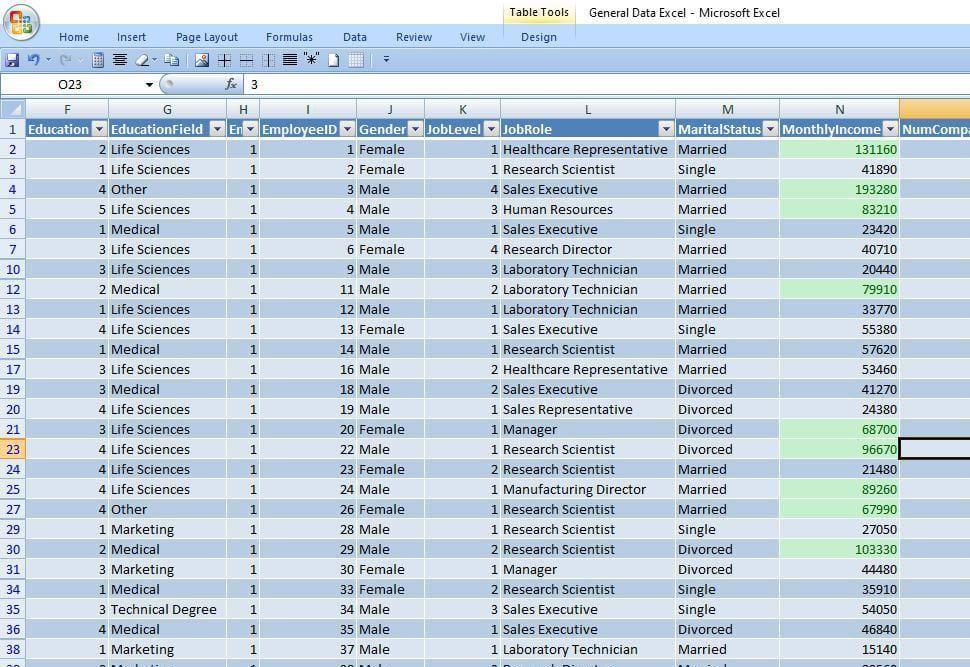 Table Tools General Data Excel - Microsoft Excel
Home Insert Page Layout Formulas Data Review View Design
O23 fx 3
F G H I J K L M N
1 Education EducationField Em EmployeeID Gender JobLevel JobRole MaritalStatus MonthlyIncome NumCompa
2 2 Life Sciences 1 1 Female 1 Healthcare Representative Married 131160
3 1 Life Sciences 1 2 Female 1 Research Scientist Single 41890
4 4 Other 1 3 Male 4 Sales Executive Married 193280
5 5 Life Sciences 1 4 Male 3 Human Resources Married 83210
6 1 Medical 1 5 Male 1 Sales Executive Single 23420
7 3 Life Sciences 1 6 Female 4 Research Director Married 40710
10 3 Life Sciences 1 9 Male 3 Laboratory Technician Married 20440
12 2 Medical 1 11 Male 2 Laboratory Technician Married 79910
13 1 Life Sciences 1 12 Male 1 Laboratory Technician Married 33770
14 4 Life Sciences 1 13 Female 1 Sales Executive Single 55380
15 1 Medical 1 14 Male 1 Research Scientist Married 57620
17 3 Life Sciences 1 16 Male 2 Healthcare Representative Married 53460
19 3 Medical 1 18 Male 2 Sales Executive Divorced 41270
20 4 Life Sciences 1 19 Male 1 Sales Representative Divorced 24380
21 3 Life Sciences 1 20 Female 1 Manager Divorced 68700
23 4 Life Sciences 1 22 Male 1 Research Scientist Divorced 96670
24 4 Life Sciences 1 23 Female 2 Research Scientist Married 21480
25 4 Life Sciences 1 24 Male 1 Manufacturing Director Married 89260
27 4 Other 1 26 Female 1 Research Scientist Married 67990
29 1 Marketing 1 28 Male 1 Research Scientist Single 27050
30 2 Medical 1 29 Male 2 Research Scientist Divorced 103330
31 3 Marketing 1 30 Female 1 Manager Divorced 44480
34 1 Medical 1 33 Female 2 Research Scientist Single 35910
35 3 Technical Degree 1 34 Male 3 Sales Executive Single 54050
36 4 Medical 1 35 Male 1 Sales Executive Divorced 46840
38 1 Marketing 1 37 Male 1 Laboratory Technician Married 15140